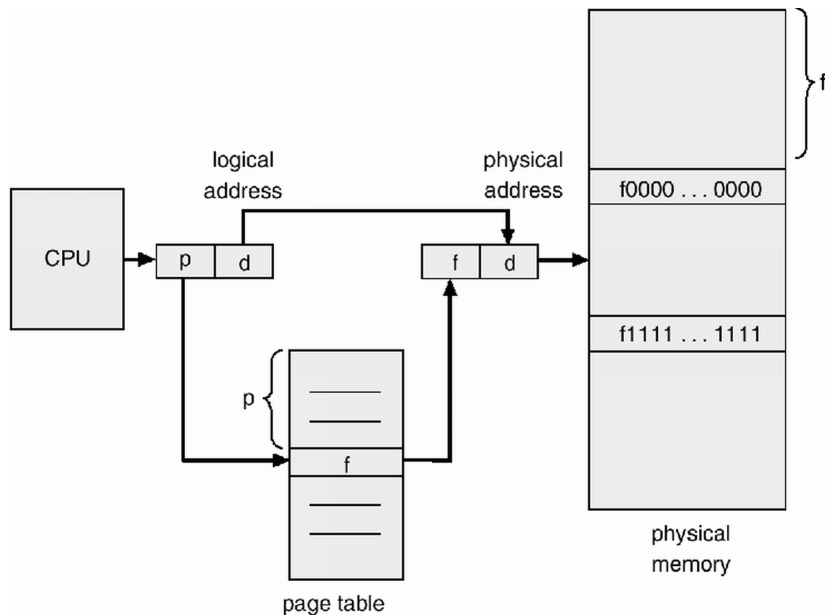 f
logical
address
physical
address
f0000 . . . 0000
CPU
p
d
f
d
f1111 . . . 1111
p
f
physical
memory
page table